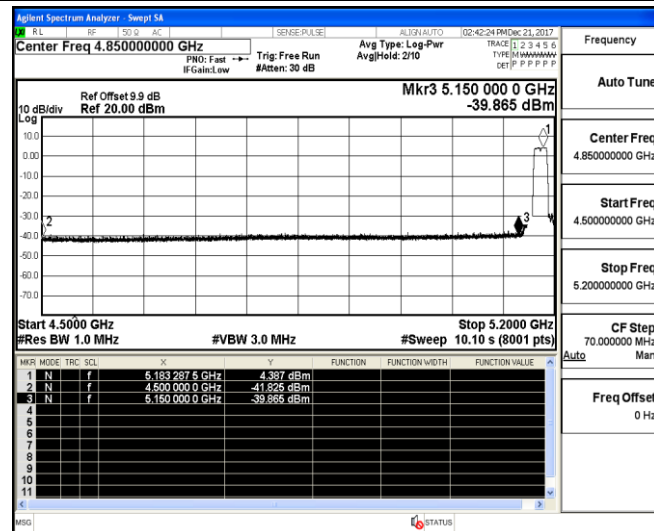 Agilent Spectrum Analyzer - Swept SA
RL RF 50 Ω AC SENSE:PULSE ALIGN AUTO 02:42:24 PM Dec 21, 2017
Center Freq 4.850000000 GHz
PNO: Fast
IFGain:Low
Trig: Free Run
#Atten: 30 dB
Avg Type: Log-Pwr
Avg|Hold: 2/10
TRACE 1 2 3 4 5 6
TYPE M WWWWW
DET P P P P P P
Ref Offset 9.9 dB
10 dB/div Ref 20.00 dBm
Log
Mkr3 5.150 000 0 GHz
-39.865 dBm
10.0
0.00
-10.0
-20.0
-30.0
-40.0
-50.0
-60.0
-70.0
1
2
3
Start 4.5000 GHz Stop 5.2000 GHz
#Res BW 1.0 MHz #VBW 3.0 MHz #Sweep 10.10 s (8001 pts)
MKR MODE TRC SCL X Y FUNCTION FUNCTION WIDTH FUNCTION VALUE
1 N f 5.183 287 5 GHz 4.387 dBm
2 N f 4.500 000 0 GHz -41.825 dBm
3 N f 5.150 000 0 GHz -39.865 dBm
4
5
6
7
8
9
10
11
MSG STATUS
Frequency
Auto Tune
Center Freq
4.850000000 GHz
Start Freq
4.500000000 GHz
Stop Freq
5.200000000 GHz
CF Step
70.000000 MHz
Auto Man
Freq Offset
0 Hz